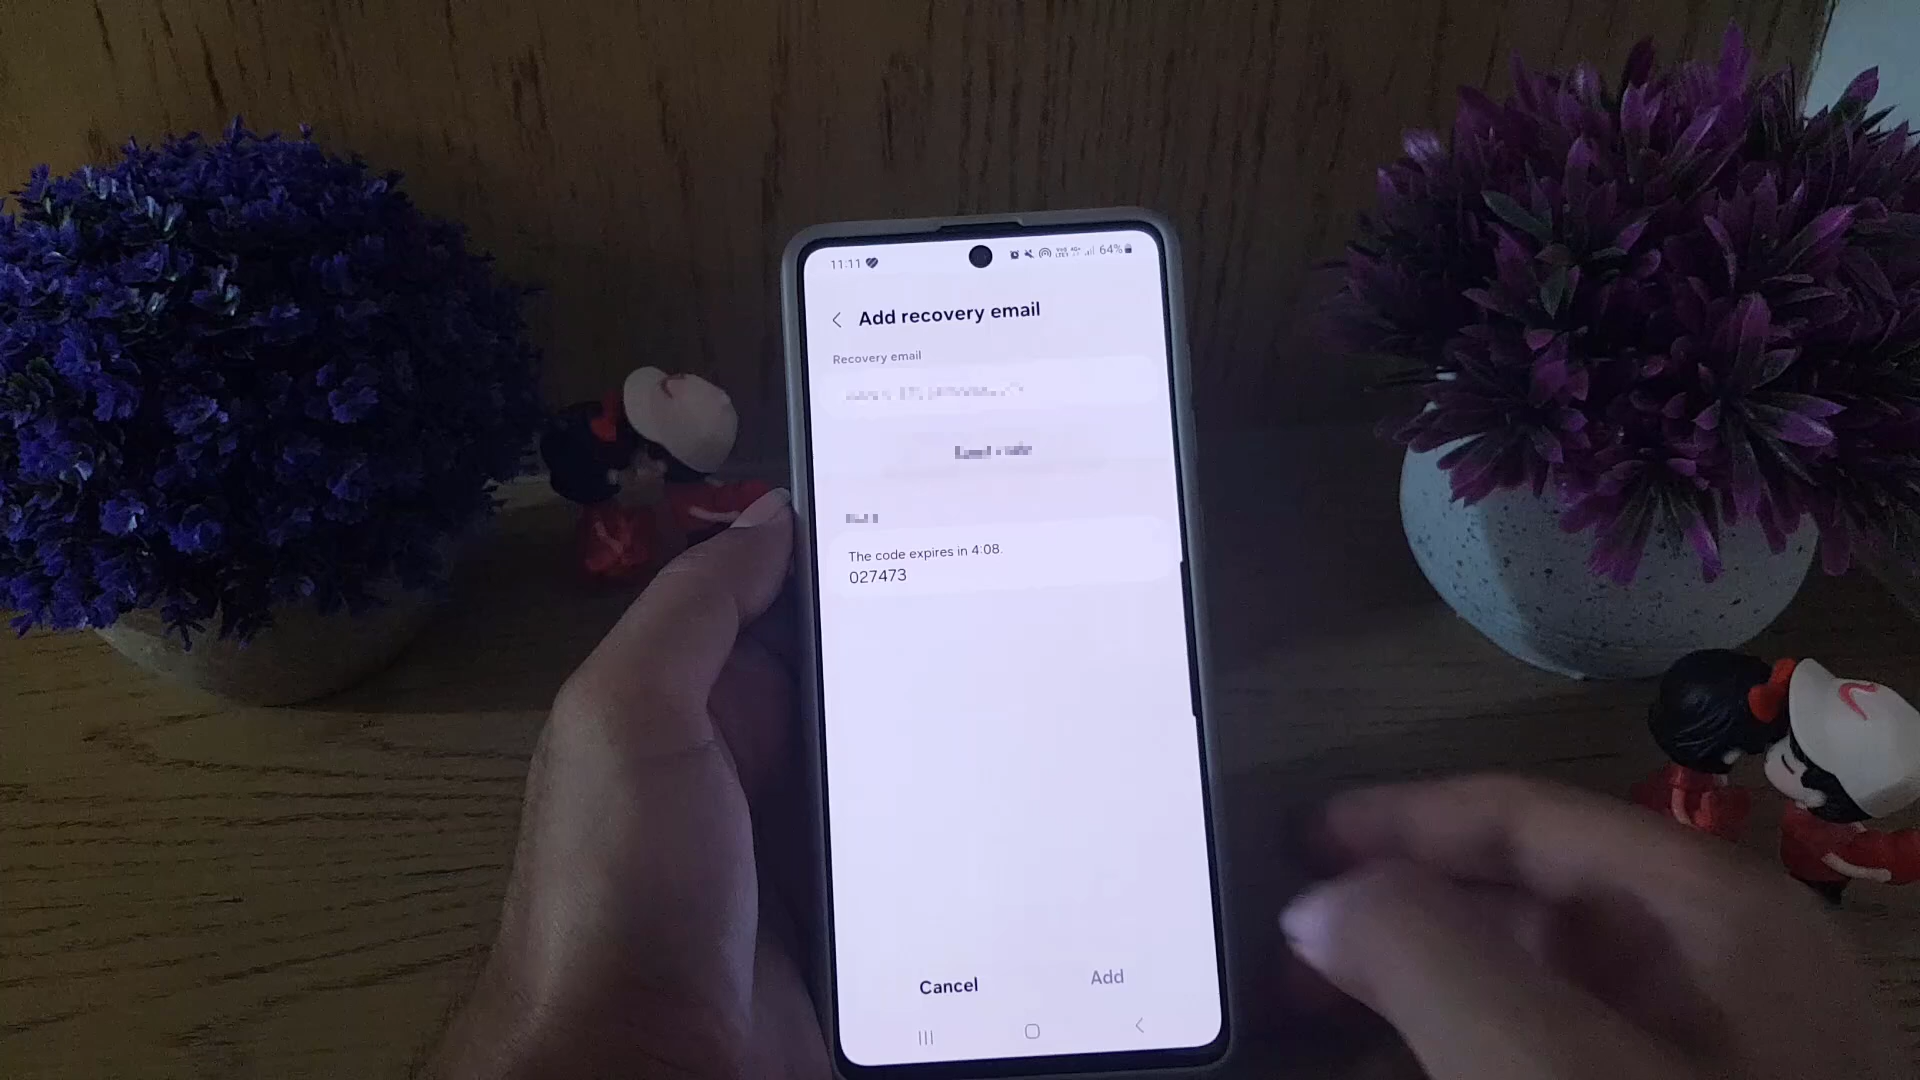 11:11
64%
Add recovery email
Recovery email
The code expires in 4:08.
027473
Cancel
Add